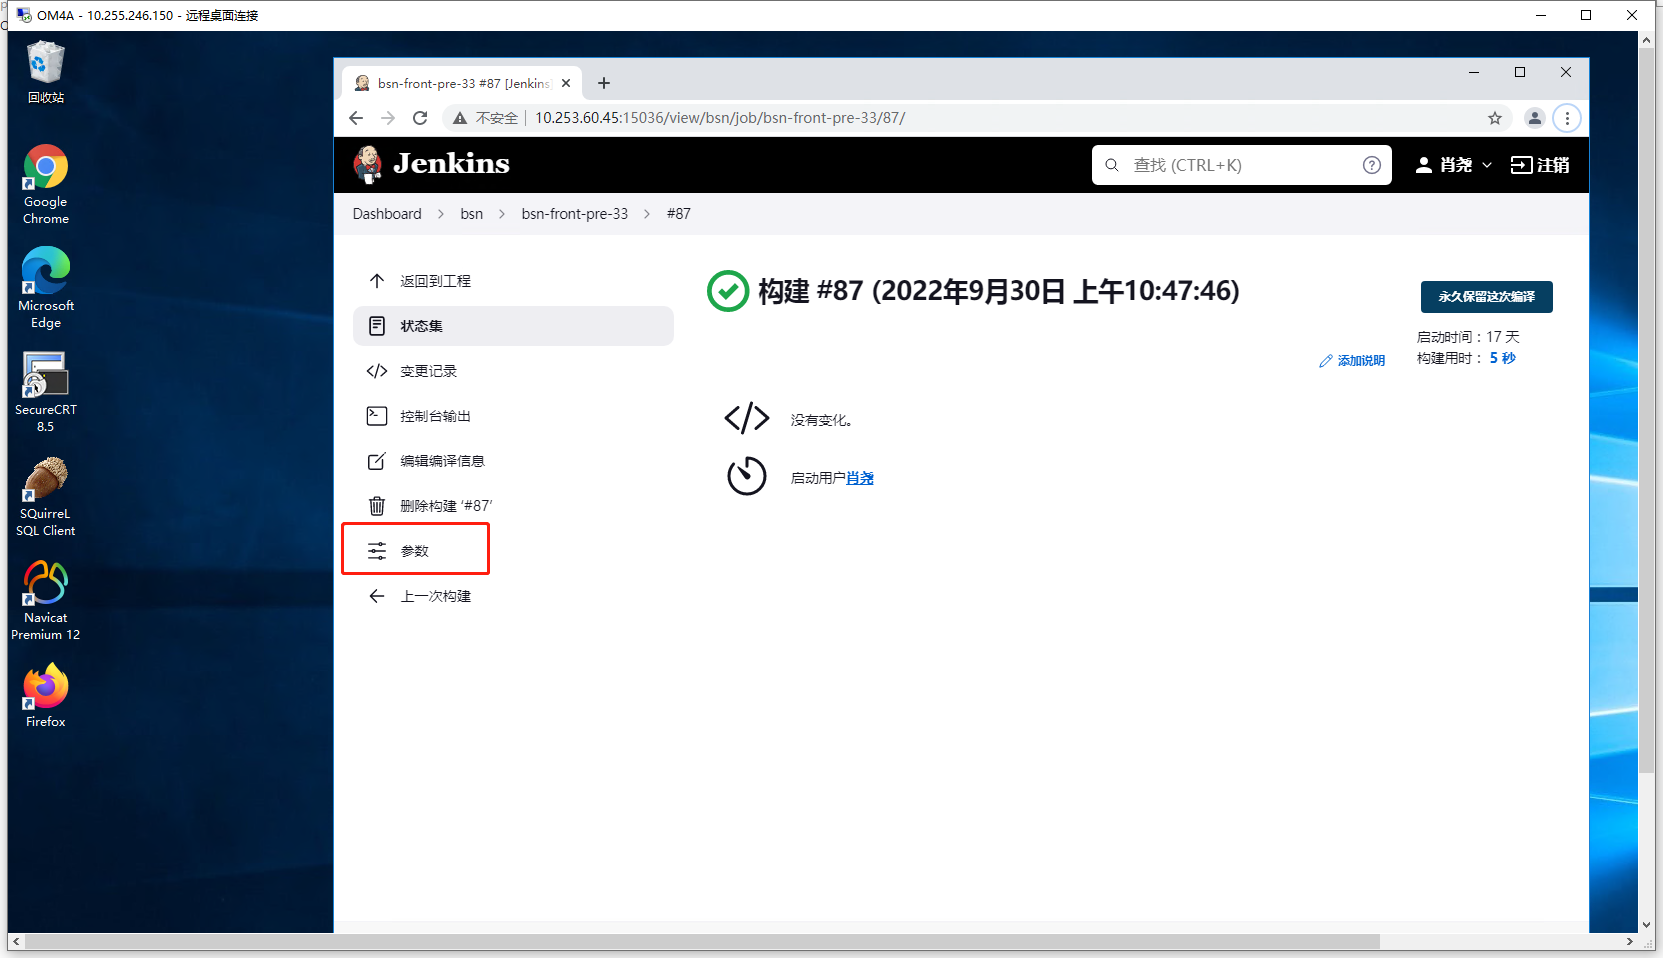 OM4A - 10.255.246.150 - 远程桌面连接
回收站
Google
Chrome
Microsoft
Edge
SecureCRT
8.5
SQuirreL
SQL Client
Navicat
Premium 12
Firefox
bsn-front-pre-33 #87 [Jenkins]
不安全
10.253.60.45:15036/view/bsn/job/bsn-front-pre-33/87/
Jenkins
查找 (CTRL+K)
肖尧
注销
Dashboard
bsn
bsn-front-pre-33
#87
返回到工程
状态集
变更记录
控制台输出
编辑编译信息
删除构建 ‘#87’
参数
上一次构建
构建 #87 (2022年9月30日 上午10:47:46)
永久保留这次编译
启动时间：17 天
构建用时： 5 秒
添加说明
没有变化。
启动用户肖尧